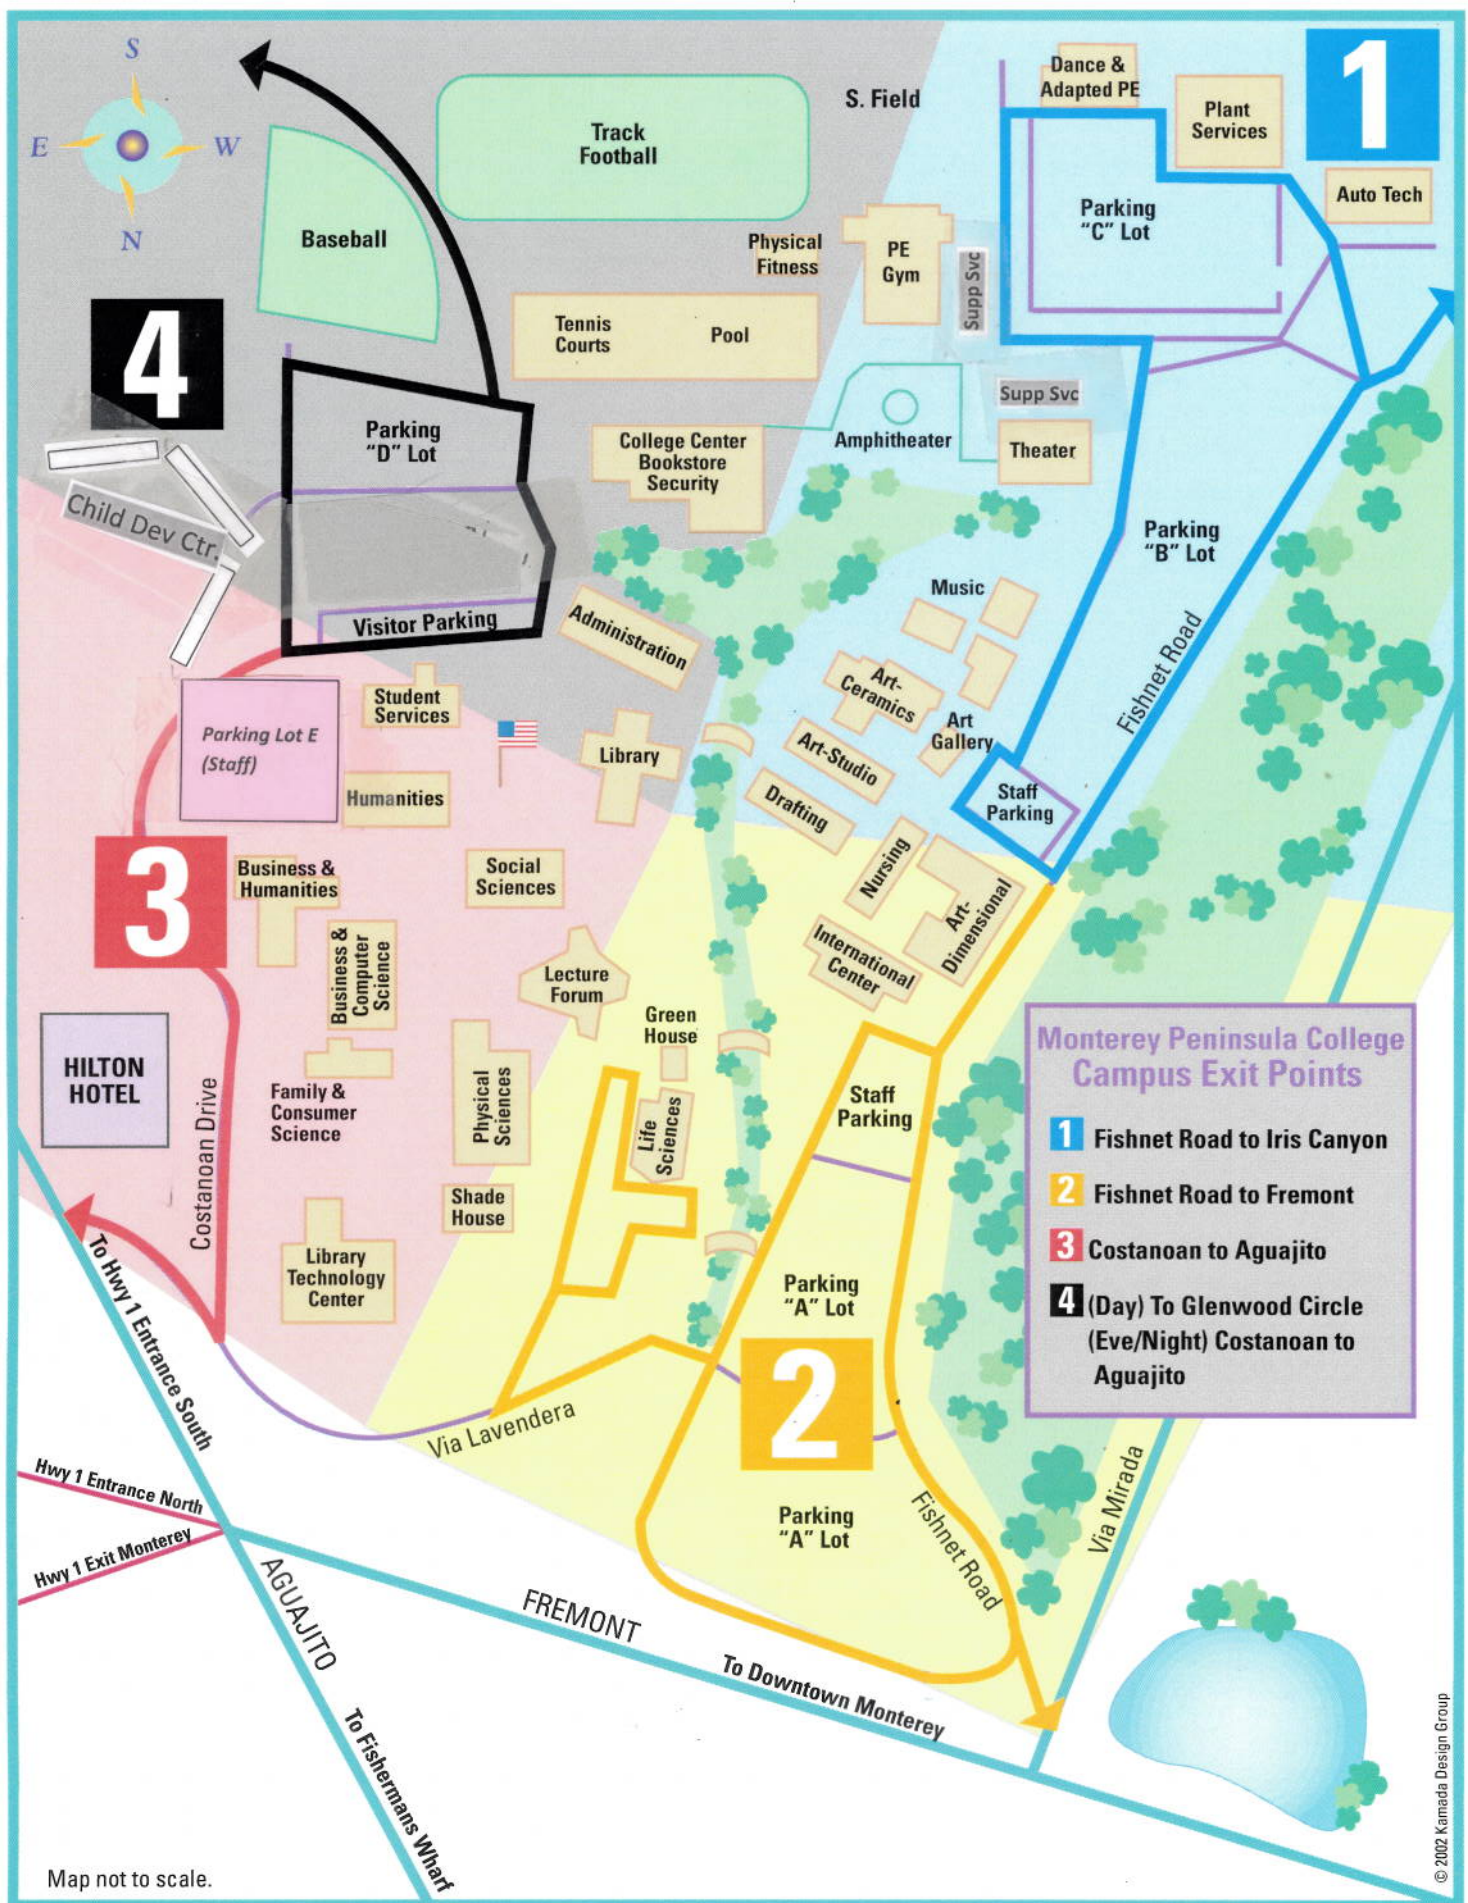 S
E
W
N
Baseball
Track
Football
S. Field
Dance &
Adapted PE
Plant
Services
1
Auto Tech
Parking
“C” Lot
Physical
Fitness
PE
Gym
Supp Svc
Tennis
Courts
Pool
4
Parking
“D” Lot
College Center
Bookstore
Security
Amphitheater
Supp Svc
Theater
Child Dev Ctr.
Parking
“B” Lot
Visitor Parking
Administration
Music
Fishnet Road
Student
Services
Parking Lot E
(Staff)
Humanities
Library
Art-
Ceramics
Art
Gallery
Art-Studio
Drafting
Staff
Parking
3
Business &
Humanities
Social
Sciences
Nursing
Art-
Dimensional
Business &
Computer
Science
Lecture
Forum
International
Center
Green
House
HILTON
HOTEL
Costanoan Drive
Family &
Consumer
Science
Physical
Sciences
Life
Sciences
Staff
Parking
Shade
House
Library
Technology
Center
Parking
“A” Lot
Monterey Peninsula College
Campus Exit Points
1 Fishnet Road to Iris Canyon
2 Fishnet Road to Fremont
3 Costanoan to Aguajito
4 (Day) To Glenwood Circle
(Eve/Night) Costanoan to
Aguajito
To Hwy 1 Entrance South
2
Via Lavendera
Via Mirada
Hwy 1 Entrance North
Hwy 1 Exit Monterey
Parking
“A” Lot
Fishnet Road
AGUAJITO
FREMONT
To Downtown Monterey
To Fishermans Wharf
Map not to scale.
© 2002 Kamada Design Group